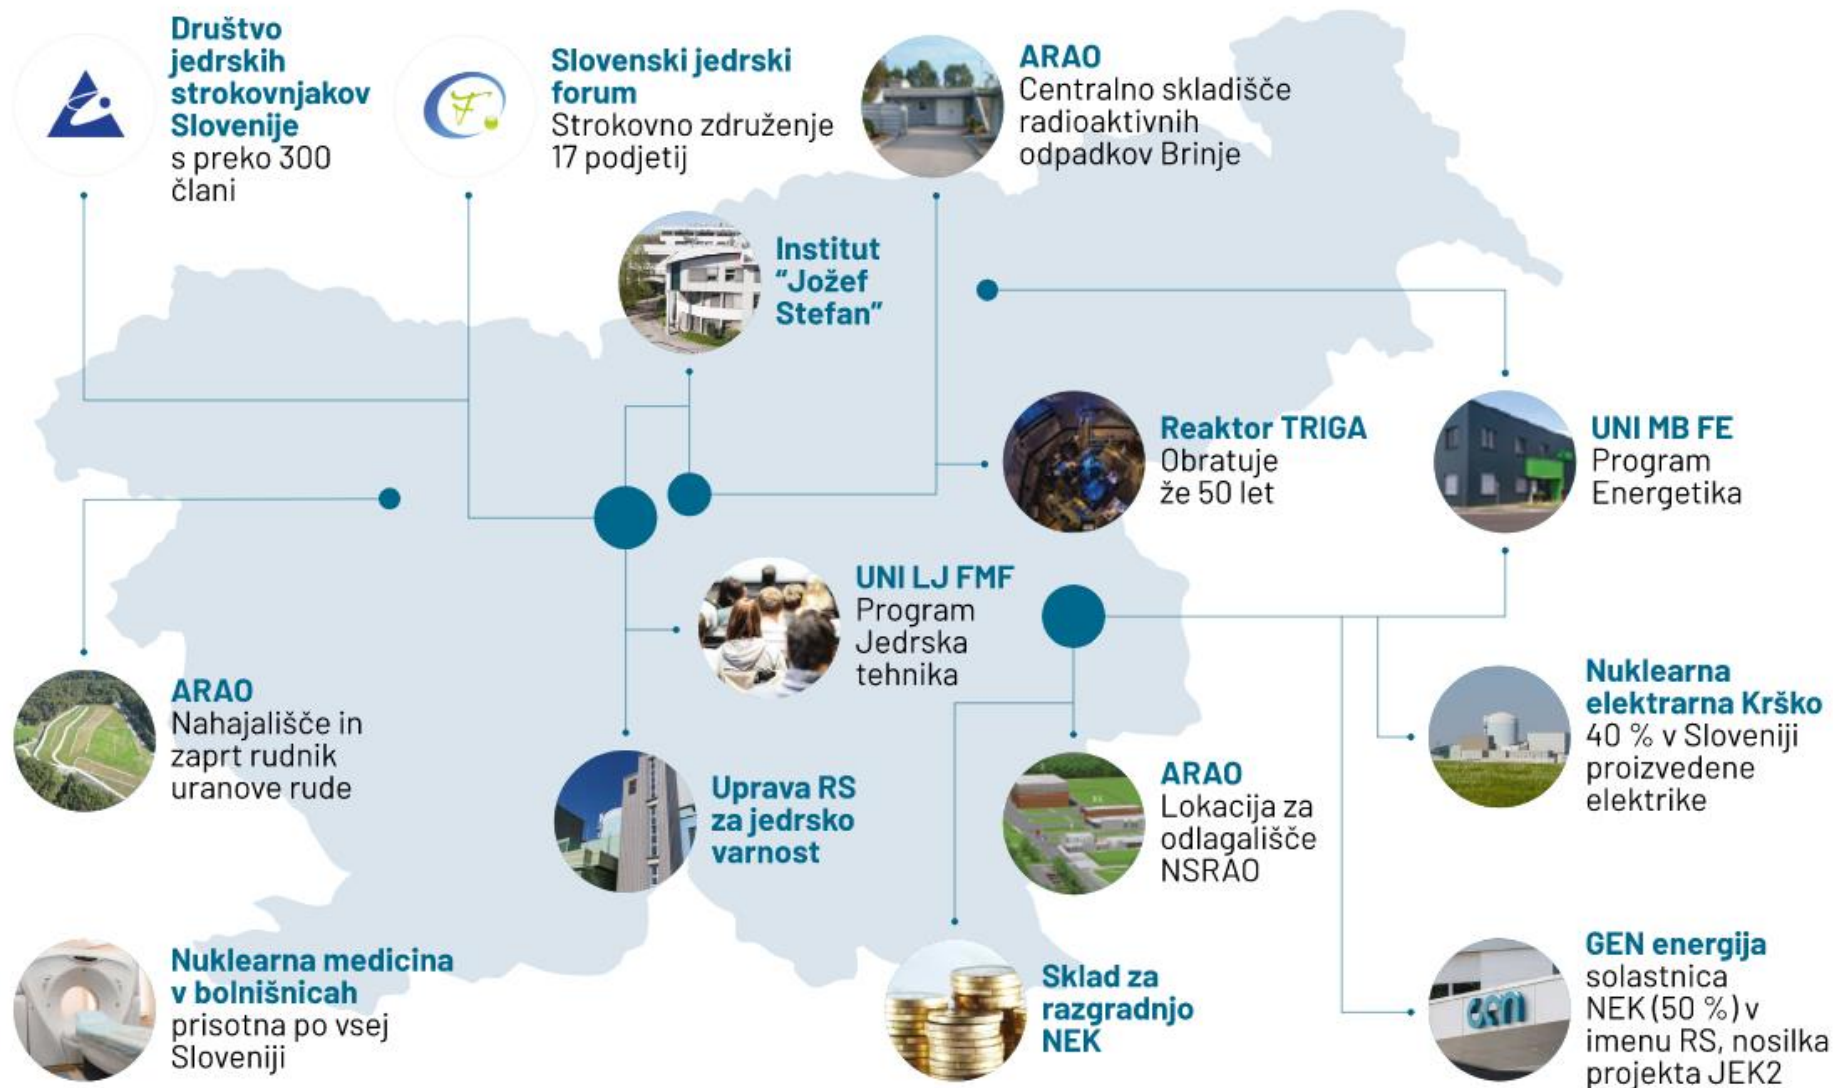 Društvo
jedrskih
strokovnjakov
Slovenije
s preko 300
člani
Slovenski jedrski
forum
Strokovno združenje
17 podjetij
ARAO
Centralno skladišče
radioaktivnih
odpadkov Brinje
Institut
“Jožef
Stefan”
Reaktor TRIGA
Obratuje
že 50 let
UNI MB FE
Program
Energetika
UNI LJ FMF
Program
Jedrska
tehnika
ARAO
Nahajališče in
zaprt rudnik
uranove rude
Uprava RS
za jedrsko
varnost
ARAO
Lokacija za
odlagališče
NSRAO
Nuklearna
elektrarna Krško
40 % v Sloveniji
proizvedene
elektrike
Nuklearna medicina
v bolnišnicah
prisotna po vsej
Sloveniji
Sklad za
razgradnjo
NEK
gen
GEN energija
solastnica
NEK (50 %) v
imenu RS, nosilka
projekta JEK2